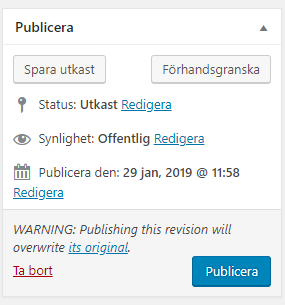 Publicera
Spara utkast
Förhandsgranska
Status: Utkast Redigera
Synlighet: Offentlig Redigera
Publicera den: 29 jan, 2019 @ 11:58
Redigera
WARNING: Publishing this revision will
overwrite its original.
Ta bort
Publicera